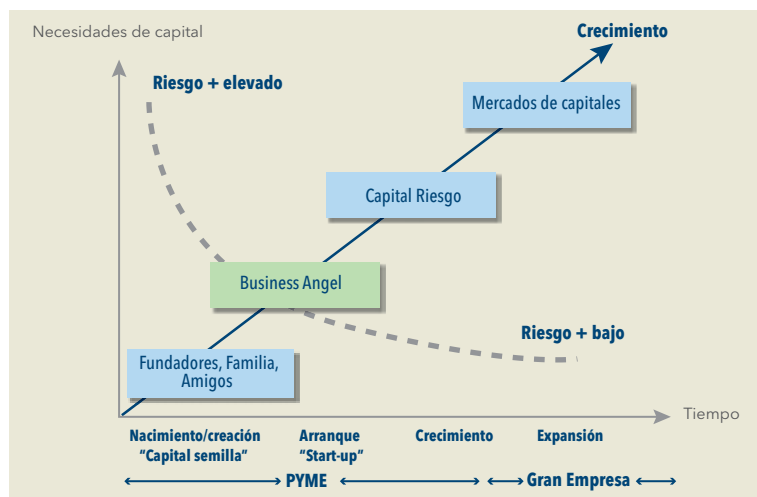 Necesidades de capital
Crecimiento
Riesgo + elevado
Mercados de capitales
Capital Riesgo
Business Angel
Riesgo + bajo
Fundadores, Familia,
Amigos
Tiempo
Nacimiento/creación
“Capital semilla”
Arranque
“Start-up”
Crecimiento
Expansión
PYME
Gran Empresa